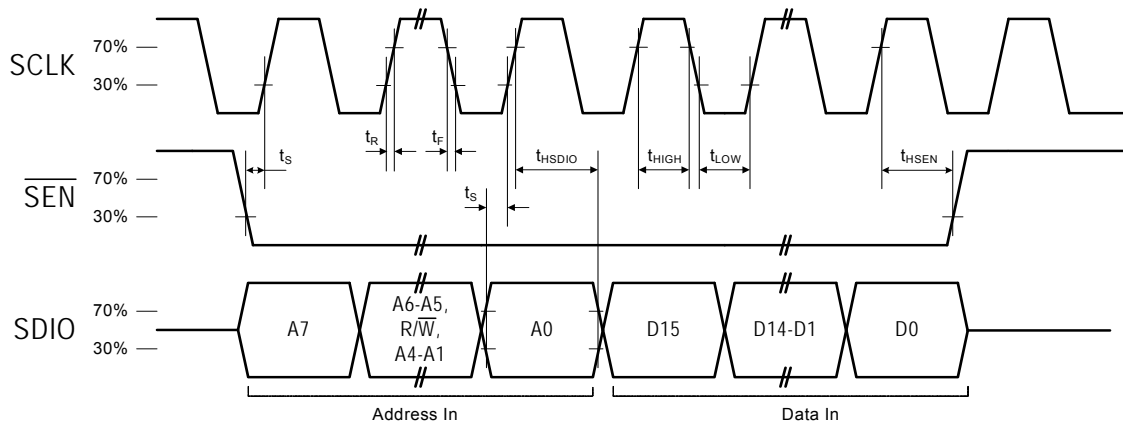 SCLK
70%
30%
tS
tR
tF
tHSDIO
tHIGH
tLOW
tHSEN
SEN
70%
30%
tS
SDIO
70%
30%
A7
A6-A5,
R/W,
A4-A1
A0
D15
D14-D1
D0
Address In
Data In